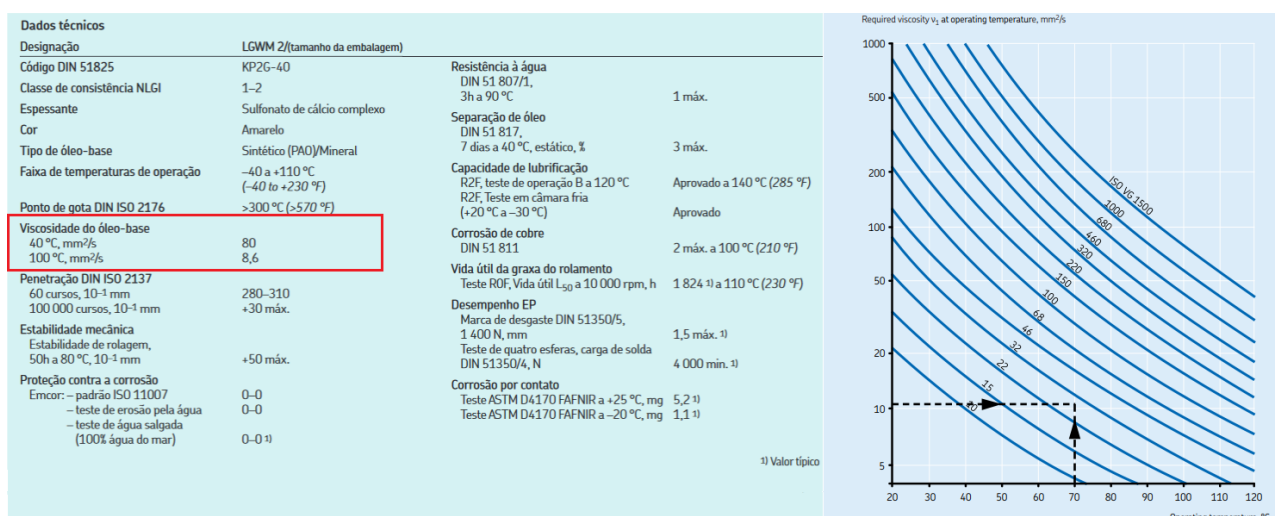 Dados técnicos
Designação LGWM 2/(tamanho da embalagem)
Código DIN 51825 KP2G–40
Classe de consistência NLGI 1–2
Espessante Sulfonato de cálcio complexo
Cor Amarelo
Tipo de óleo-base Sintético (PAO)/Mineral
Faixa de temperaturas de operação –40 a +110 °C
(–40 to +230 °F)
Ponto de gota DIN ISO 2176 >300 °C (>570 °F)
Viscosidade do óleo-base
40 °C, mm²/s 80
100 °C, mm²/s 8,6
Penetração DIN ISO 2137
60 cursos, 10–¹ mm 280–310
100 000 cursos, 10–¹ mm +30 máx.
Estabilidade mecânica
Estabilidade de rolagem,
50h a 80 °C, 10–¹ mm +50 máx.
Proteção contra a corrosão
Emcor: – padrão ISO 11007 0–0
– teste de erosão pela água 0–0
– teste de água salgada
(100% água do mar) 0–0 ¹⁾
Resistência à água
DIN 51 807/1,
3h a 90 °C 1 máx.
Separação de óleo
DIN 51 817,
7 dias a 40 °C, estático, % 3 máx.
Capacidade de lubrificação
R2F, teste de operação B a 120 °C Aprovado a 140 °C (285 °F)
R2F, Teste em câmara fria
(+20 °C a –30 °C) Aprovado
Corrosão de cobre
DIN 51 811 2 máx. a 100 °C (210 °F)
Vida útil da graxa do rolamento
Teste R0F, Vida útil L₅₀ a 10 000 rpm, h 1 824 ¹⁾ a 110 °C (230 °F)
Desempenho EP
Marca de desgaste DIN 51350/5,
1 400 N, mm 1,5 máx. ¹⁾
Teste de quatro esferas, carga de solda
DIN 51350/4, N 4 000 min. ¹⁾
Corrosão por contato
Teste ASTM D4170 FAFNIR a +25 °C, mg 5,2 ¹⁾
Teste ASTM D4170 FAFNIR a –20 °C, mg 1,1 ¹⁾
¹⁾ Valor típico
Required viscosity ν₁ at operating temperature, mm²/s
1000
500
200
100
50
20
10
5
ISO VG 1500
1000
680
460
320
220
150
100
68
46
32
22
15
10
20 30 40 50 60 70 80 90 100 110 120
Operating temperature, °C